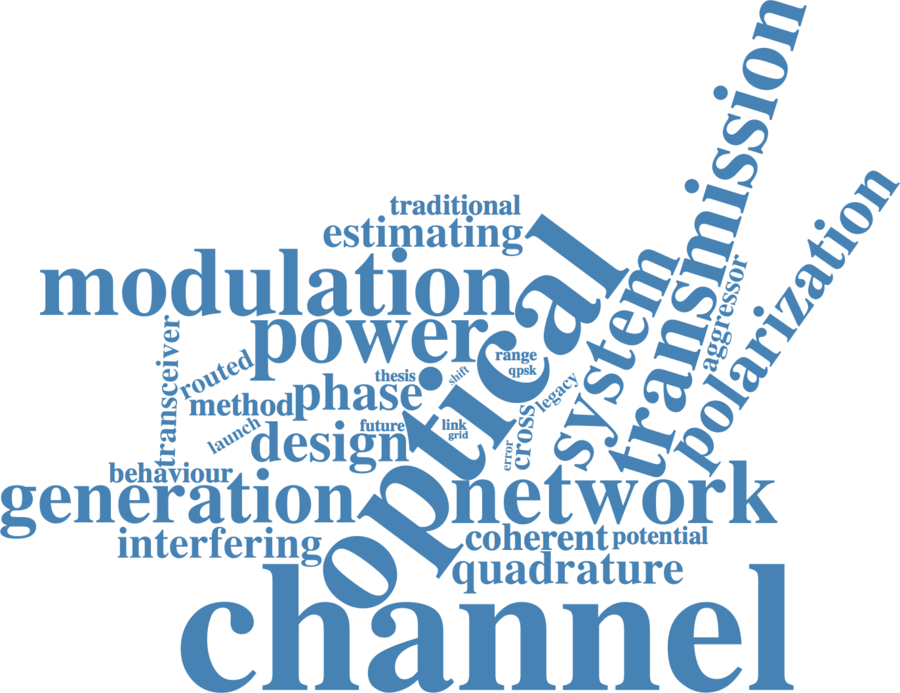 transmission
polarization
traditional
estimating
optical
system
modulation
aggressor
power
transceiver
routed
range
qpsk
shift
thesis
phase
legacy
method
launch
design
future
link
grid
cross
error
behaviour
generation
network
interfering
coherent
potential
quadrature
channel